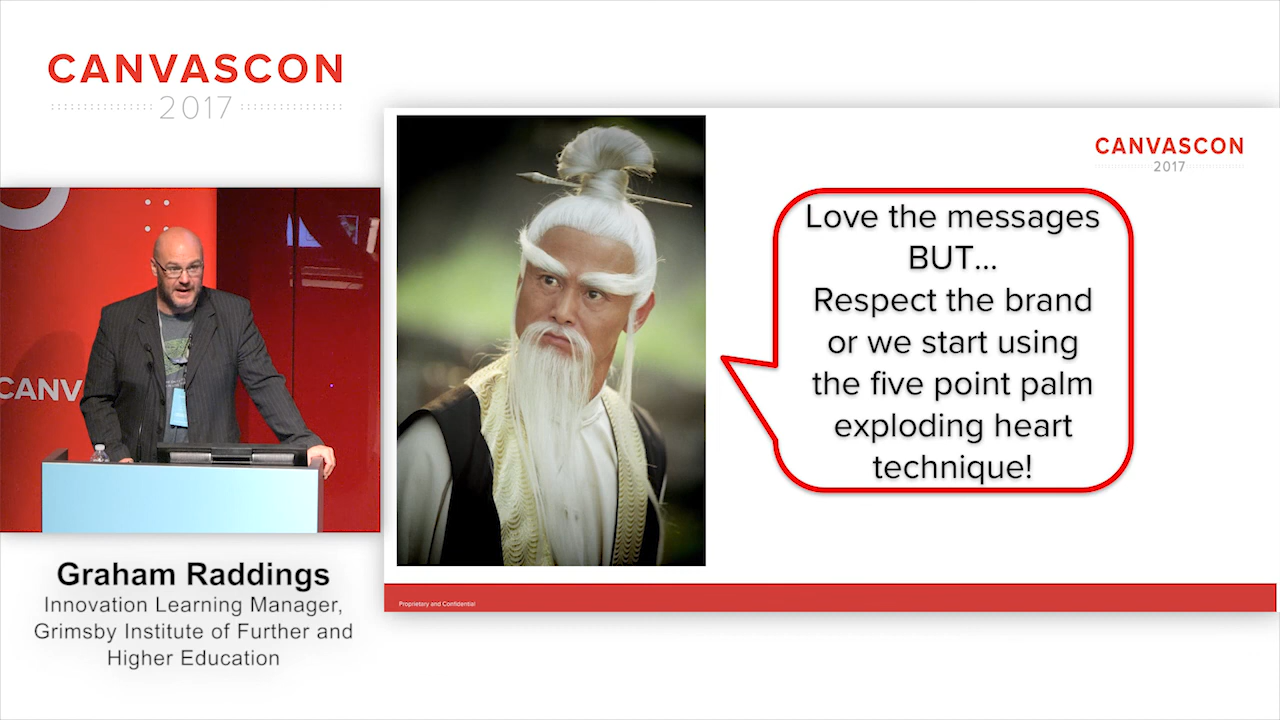 CANVASCON
2017
CANVASCON
2017
Love the messages
BUT...
Respect the brand
or we start using
the five point palm
exploding heart
technique!
CANV
Graham Raddings
Innovation Learning Manager,
Grimsby Institute of Further and
Higher Education
Proprietary and Confidential